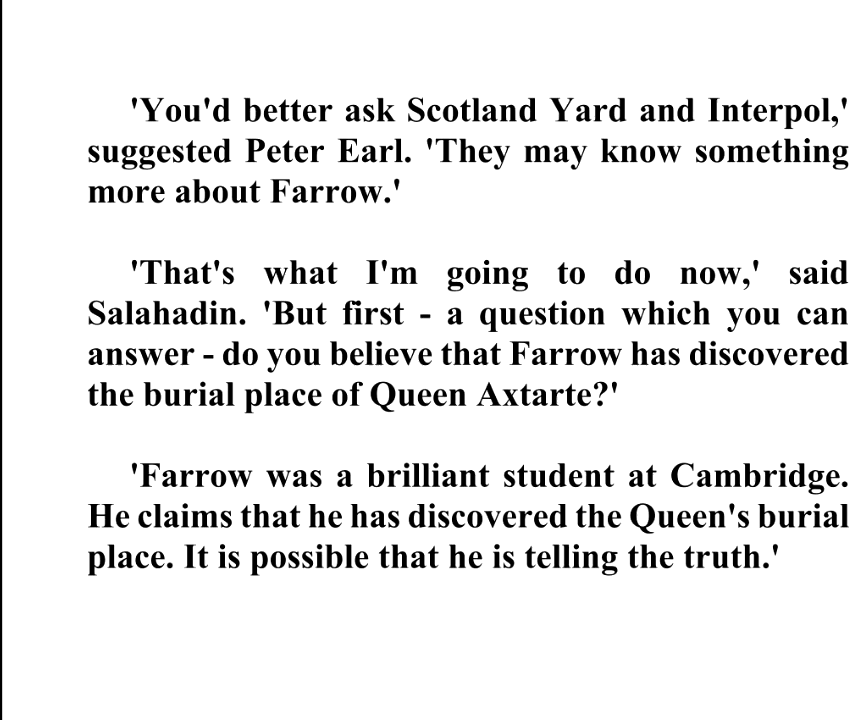 'You'd better ask Scotland Yard and Interpol,'
suggested Peter Earl. 'They may know something
more about Farrow.'
'That's what I'm going to do now,' said
Salahadin. 'But first - a question which you can
answer - do you believe that Farrow has discovered
the burial place of Queen Axtarte?'
'Farrow was a brilliant student at Cambridge.
He claims that he has discovered the Queen's burial
place. It is possible that he is telling the truth.'